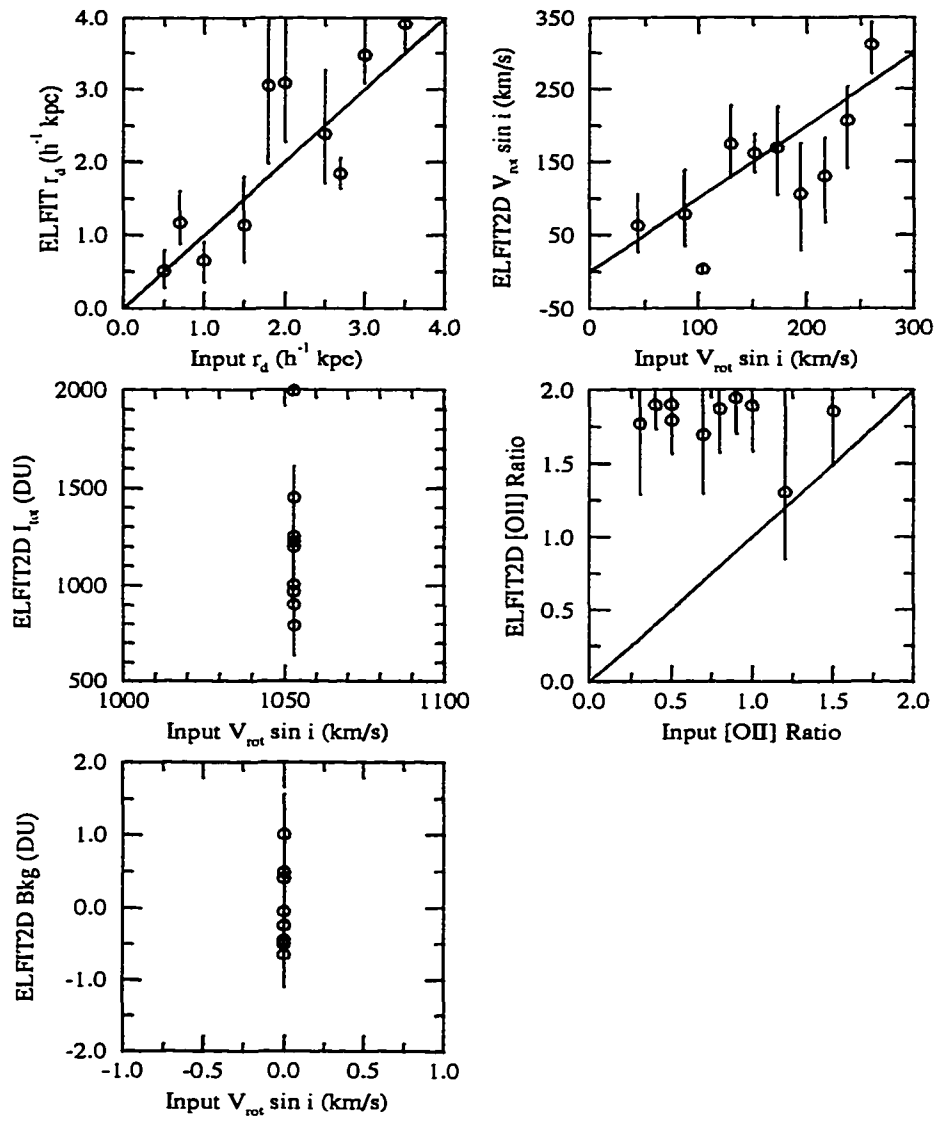 4.0
3.0
2.0
1.0
0.0
ELFIT r_d (h^-1 kpc)
0.0 1.0 2.0 3.0 4.0
Input r_d (h^-1 kpc)
350
250
150
50
-50
ELFIT2D V_rot sin i (km/s)
0 100 200 300
Input V_rot sin i (km/s)
2000
1500
1000
500
ELFIT2D I_tot (DU)
1000 1050 1100
Input V_rot sin i (km/s)
2.0
1.5
1.0
0.5
0.0
ELFIT2D [OII] Ratio
0.0 0.5 1.0 1.5 2.0
Input [OII] Ratio
2.0
1.0
0.0
-1.0
-2.0
ELFIT2D Bkg (DU)
-1.0 -0.5 0.0 0.5 1.0
Input V_rot sin i (km/s)